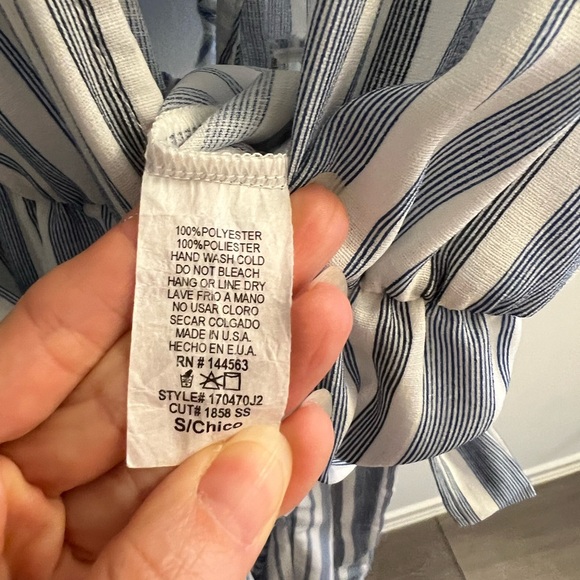 100%POLYESTER
100%POLIESTER
HAND WASH COLD
DO NOT BLEACH
HANG OR LINE DRY
LAVE FRIO A MANO
NO USAR CLORO
SECAR COLGADO
MADE IN U.S.A.
HECHO EN E.U.A.
RN # 144563
STYLE# 170470J2
CUT# 1858 SS
S/Chico